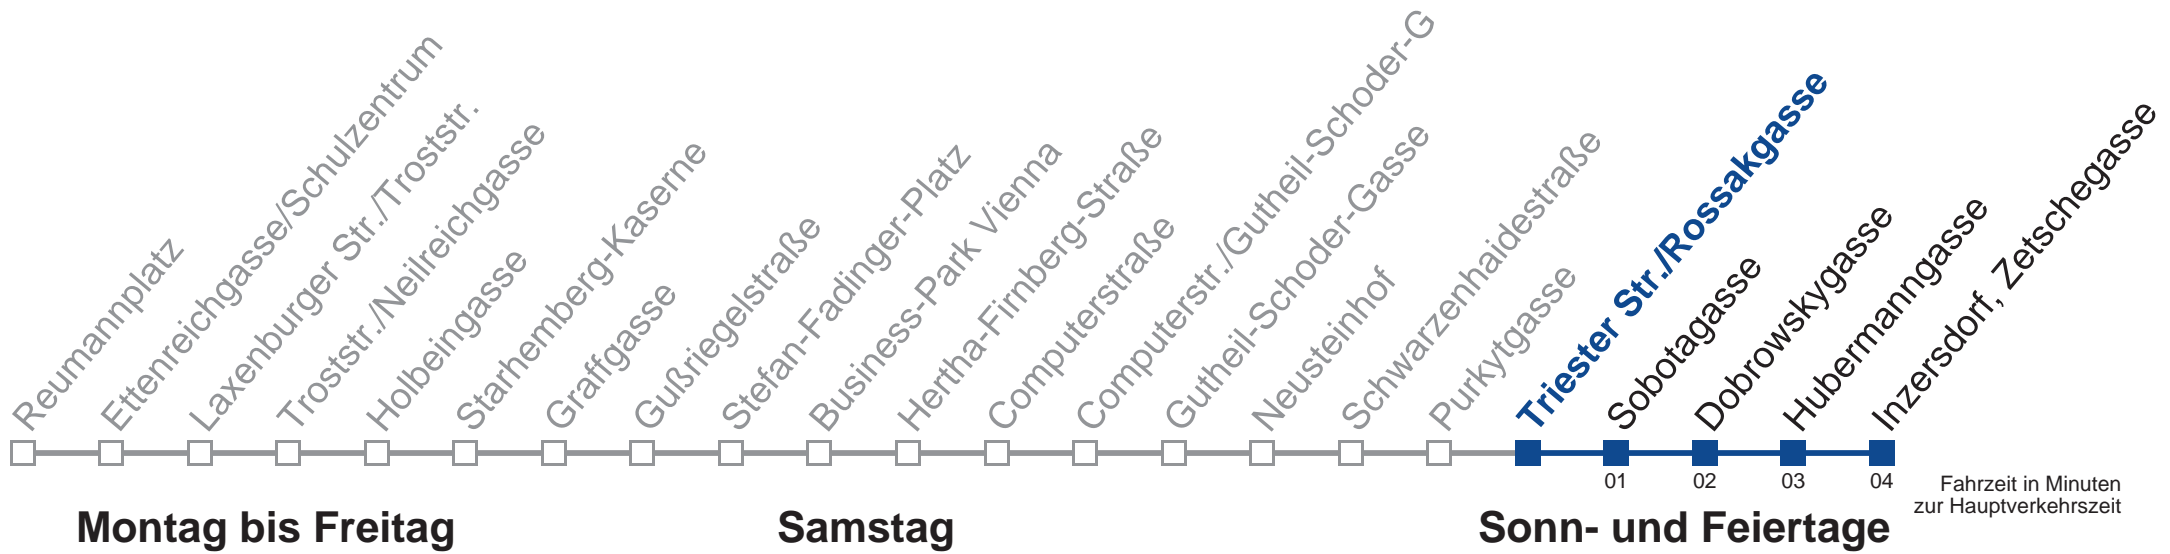 Reumannplatz
Ettenreichgasse/Schulzentrum
Laxenburger Str./Troststr.
Troststr./Neilreichgasse
Holbeingasse
Starhemberg-Kaserne
Graffgasse
Gußriegelstraße
Stefan-Fadinger-Platz
Business-Park Vienna
Hertha-Firnberg-Straße
Computerstraße
Computerstr./Gutheil-Schoder-G
Gutheil-Schoder-Gasse
Neusteinhof
Schwarzenhaidestraße
Purkytgasse
Triester Str./Rossakgasse
Sobotagasse
Dobrowskygasse
Hubermanngasse
Inzersdorf, Zetschegasse
01 02 03 04
Fahrzeit in Minuten
zur Hauptverkehrszeit
Montag bis Freitag
Samstag
Sonn- und Feiertage